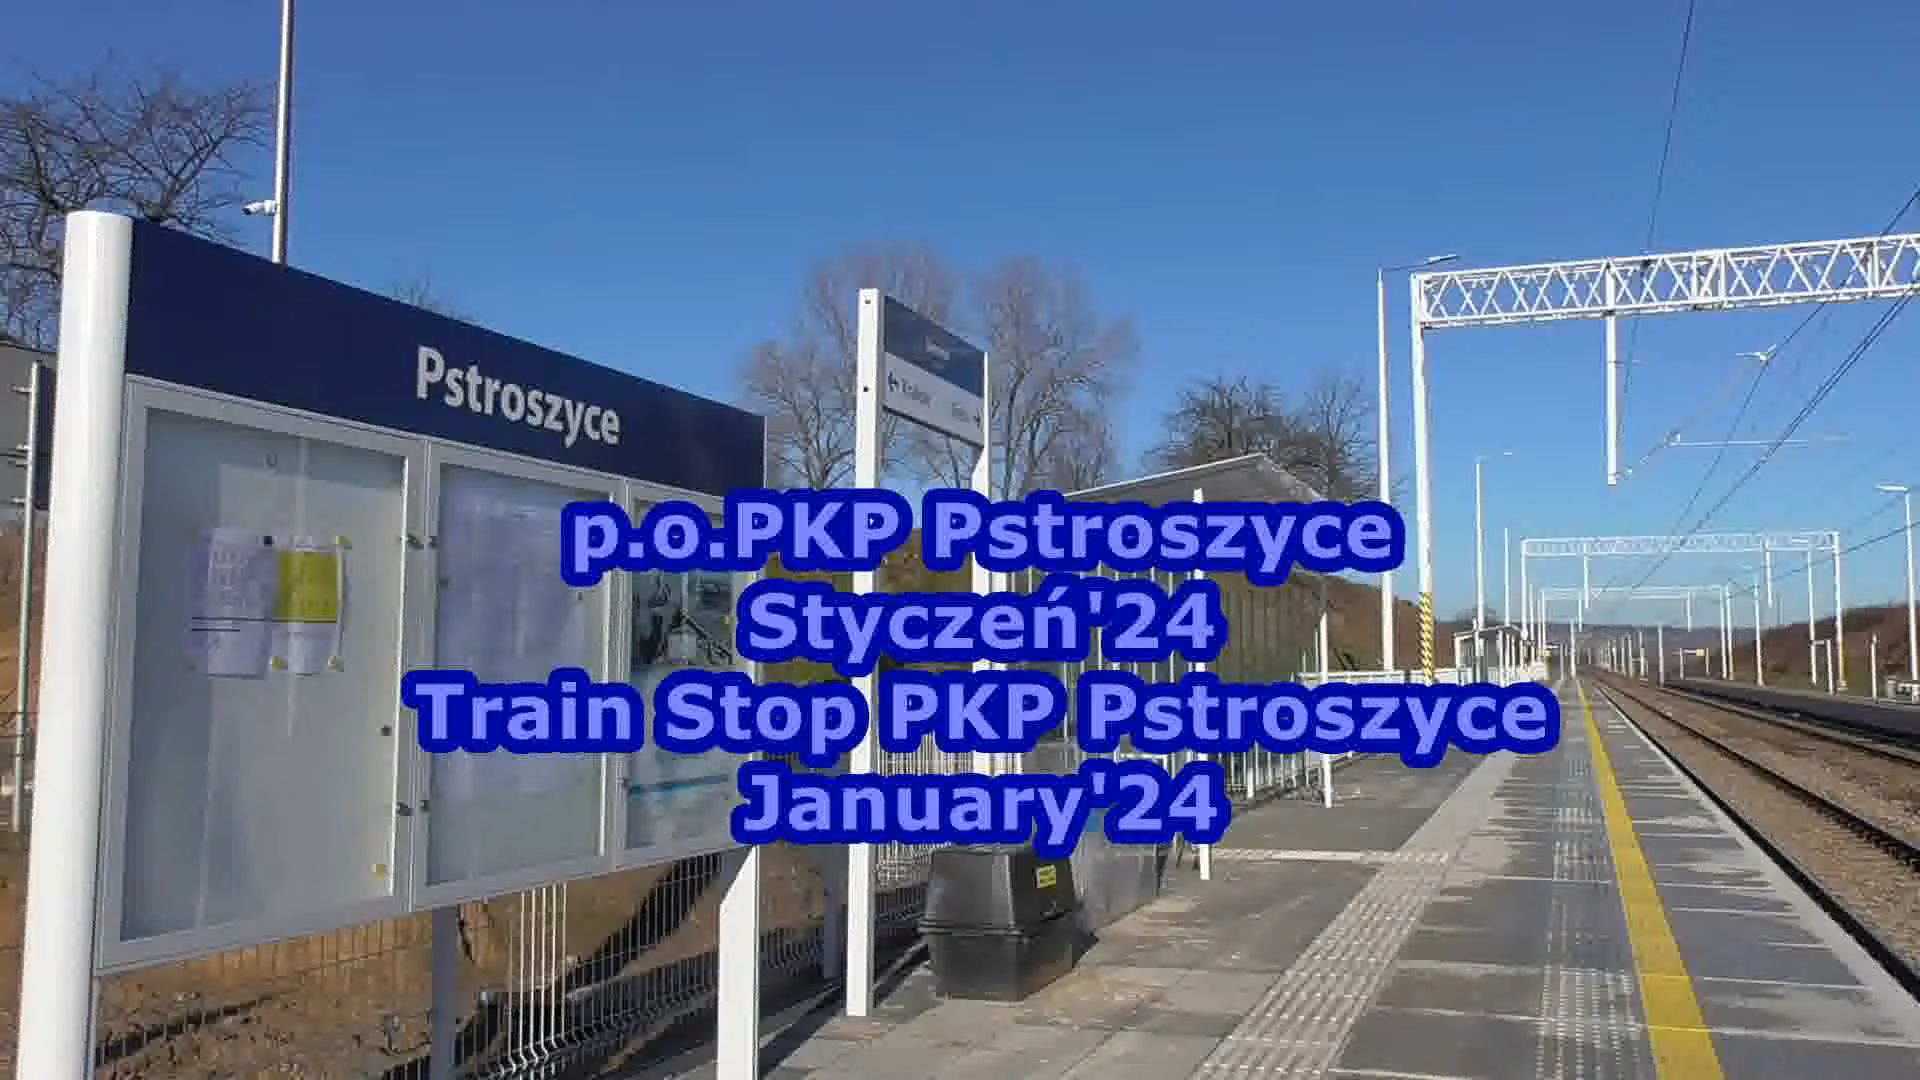 Pstroszyce
p.o.PKP Pstroszyce
Styczeń'24
Train Stop PKP Pstroszyce
January'24